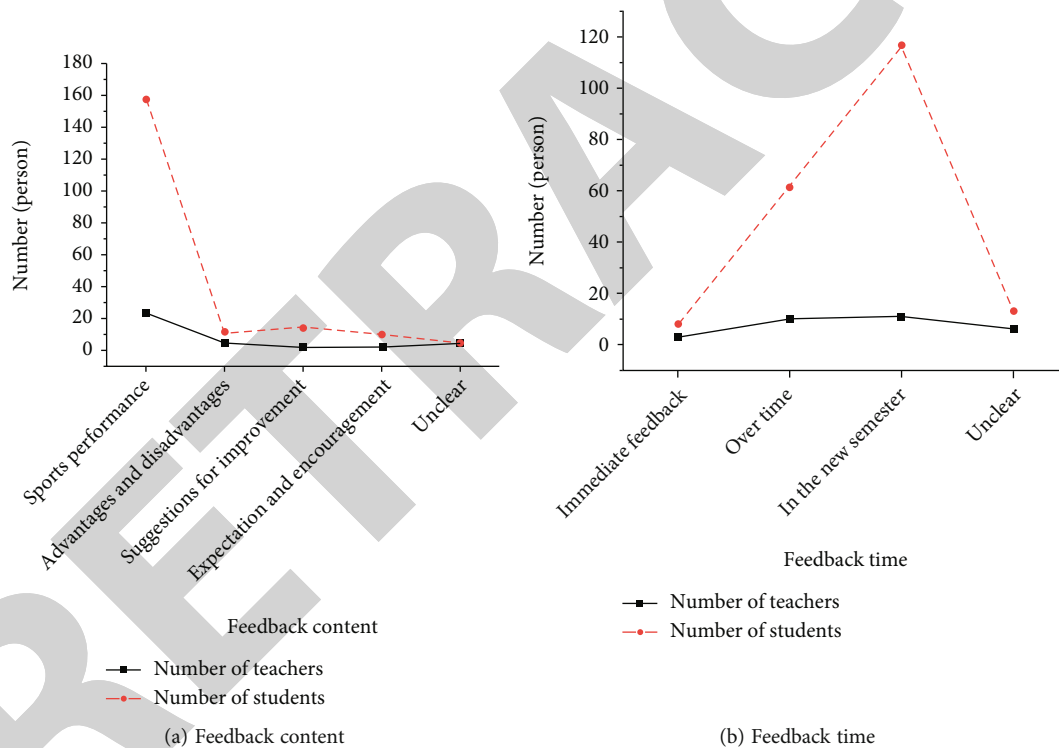 180
160
140
120
100
80
60
40
20
0
Number (person)
Sports performance
Advantages and disadvantages
Suggestions for improvement
Expectation and encouragement
Unclear
Feedback content
Number of teachers
Number of students
(a) Feedback content
120
100
80
60
40
20
0
Number (person)
Immediate feedback
Over time
In the new semester
Unclear
Feedback time
Number of teachers
Number of students
(b) Feedback time
RETRAC